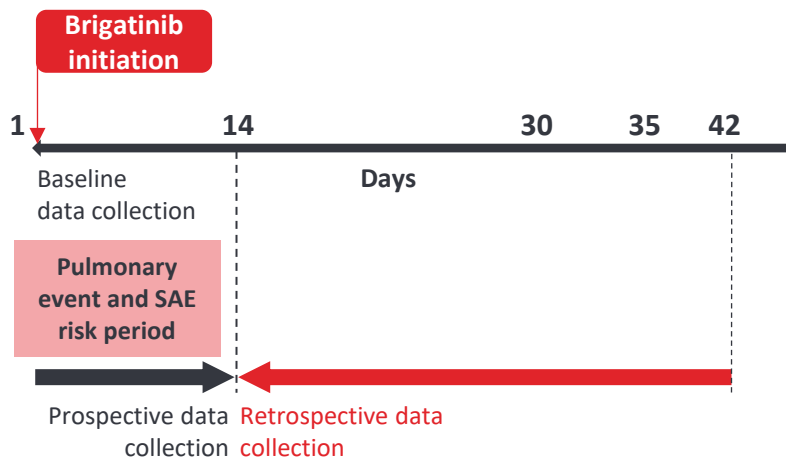 Brigatinib
initiation
1 14 30 35 42
Baseline
data collection
Days
Pulmonary
event and SAE
risk period
Prospective data
collection
Retrospective data
collection